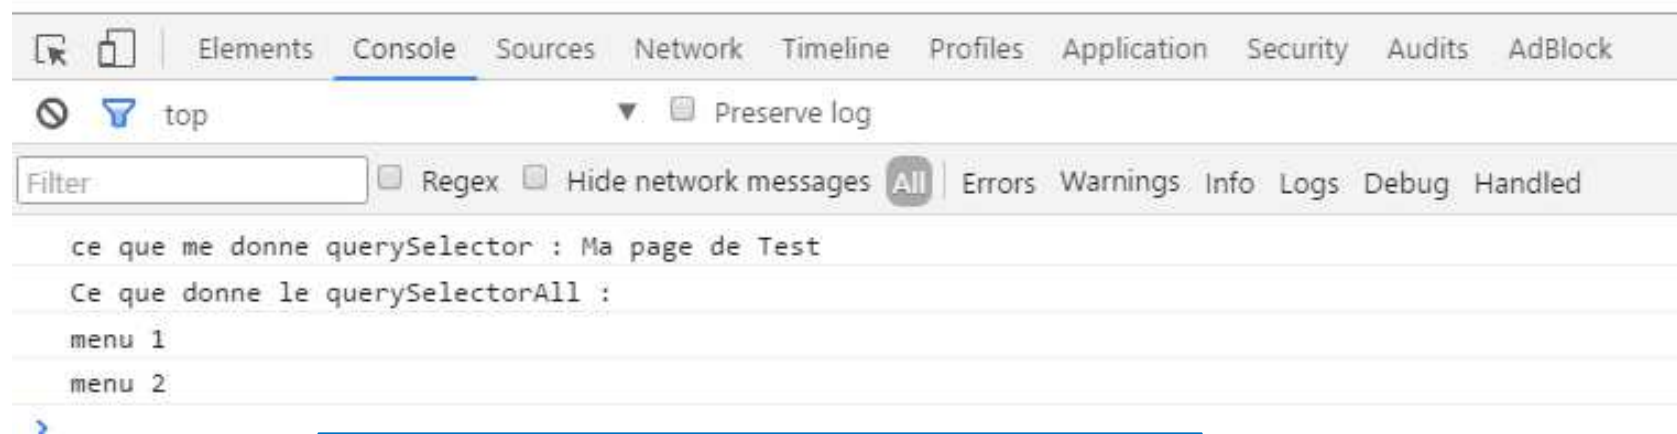 Elements Console Sources Network Timeline Profiles Application Security Audits AdBlock
top ▼ Preserve log
Filter Regex Hide network messages All Errors Warnings Info Logs Debug Handled
ce que me donne querySelector : Ma page de Test
Ce que donne le querySelectorAll :
menu 1
menu 2